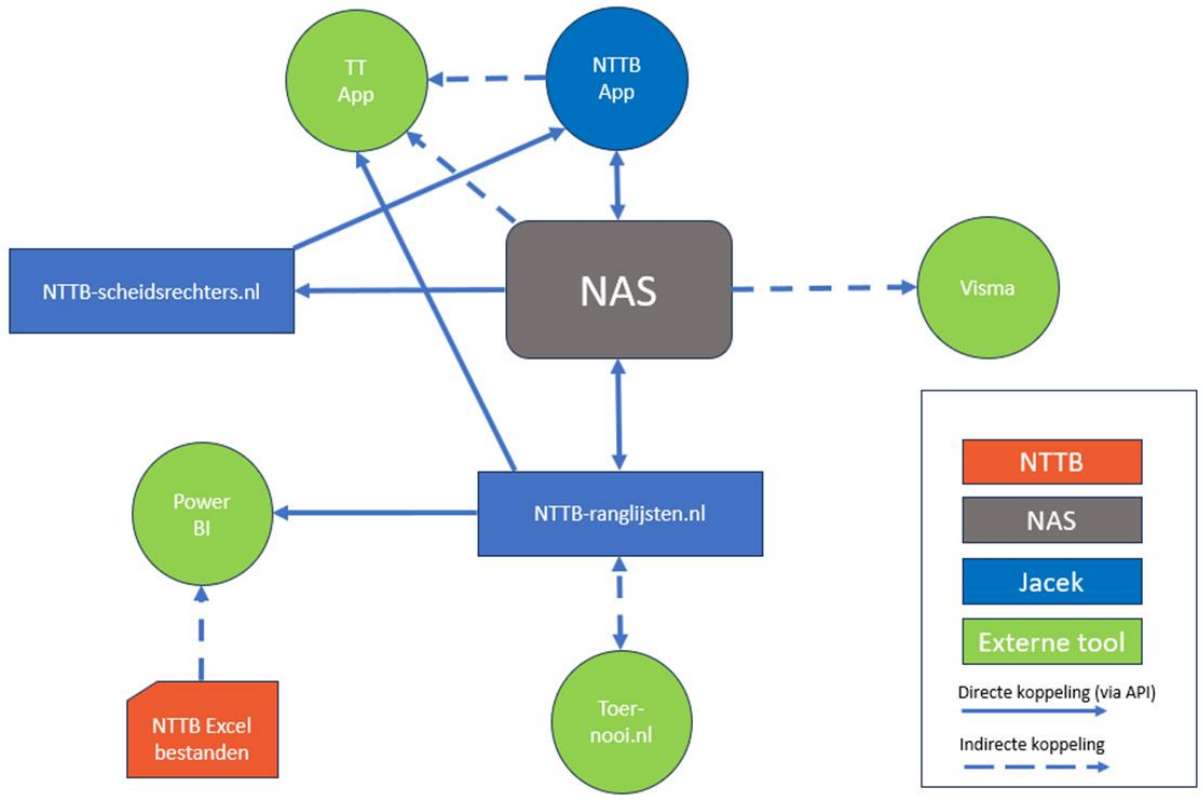 TT
App
NTTB
App
NTTB-scheidsrechters.nl
NAS
Visma
Power
BI
NTTB-ranglijsten.nl
NTTB Excel
bestanden
Toer-
nooi.nl
NTTB
NAS
Jacek
Externe tool
Directe koppeling (via API)
Indirecte koppeling